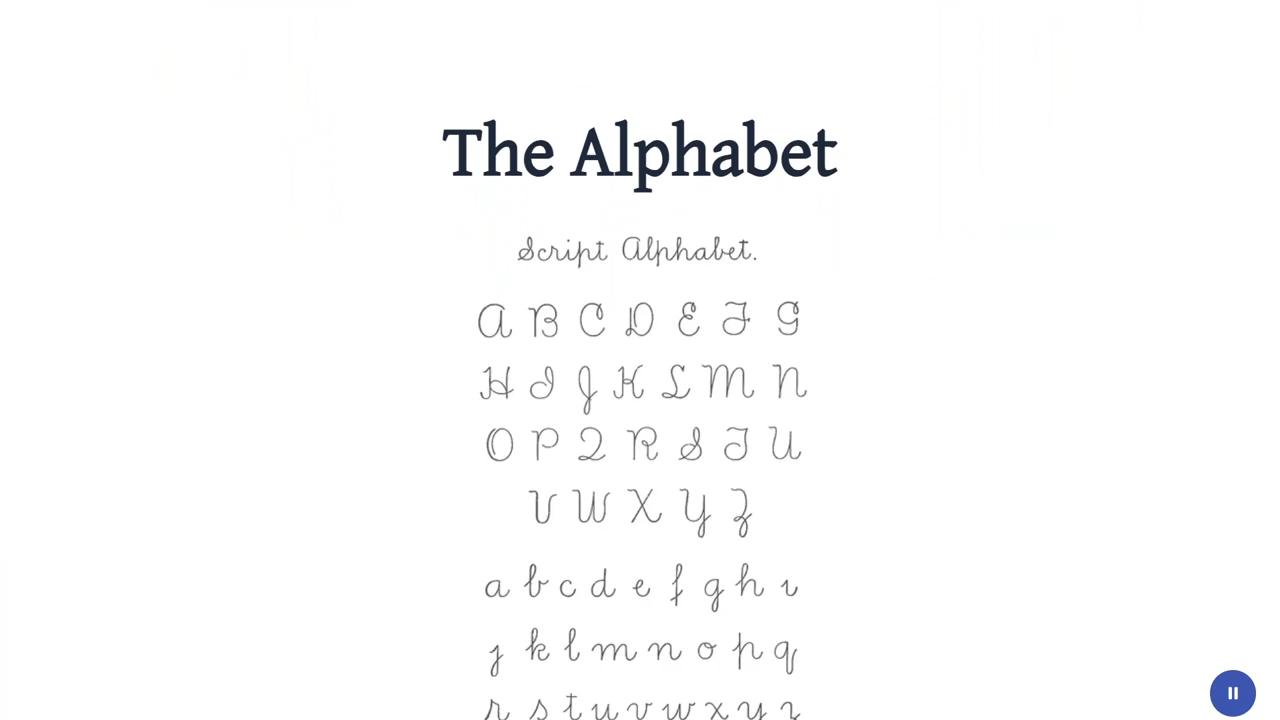 The Alphabet
Script Alphabet.
A B C D E F G
H I J K L M N
O P Q R S T U
V W X Y Z
a b c d e f g h i
j k l m n o p q
r s t u v w x y z